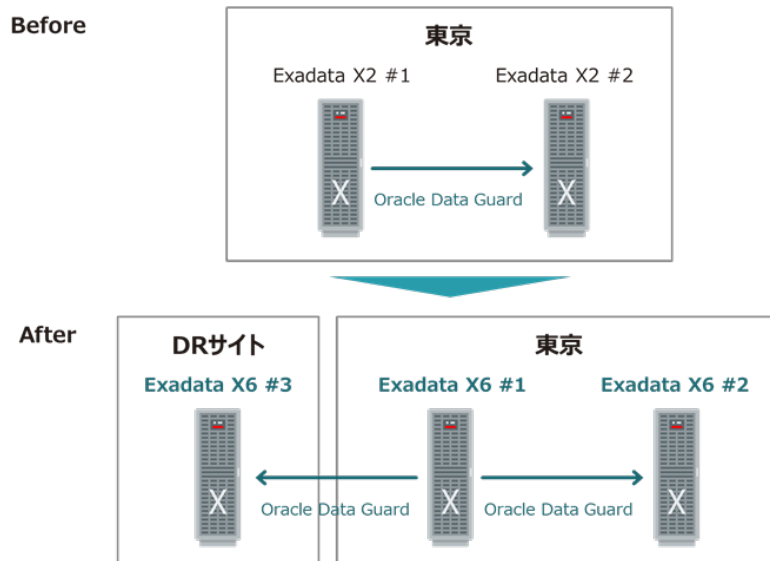 Before
東京
Exadata X2 #1
Exadata X2 #2
X
X
Oracle Data Guard
After
DRサイト
東京
Exadata X6 #3
Exadata X6 #1
Exadata X6 #2
X
X
X
Oracle Data Guard
Oracle Data Guard